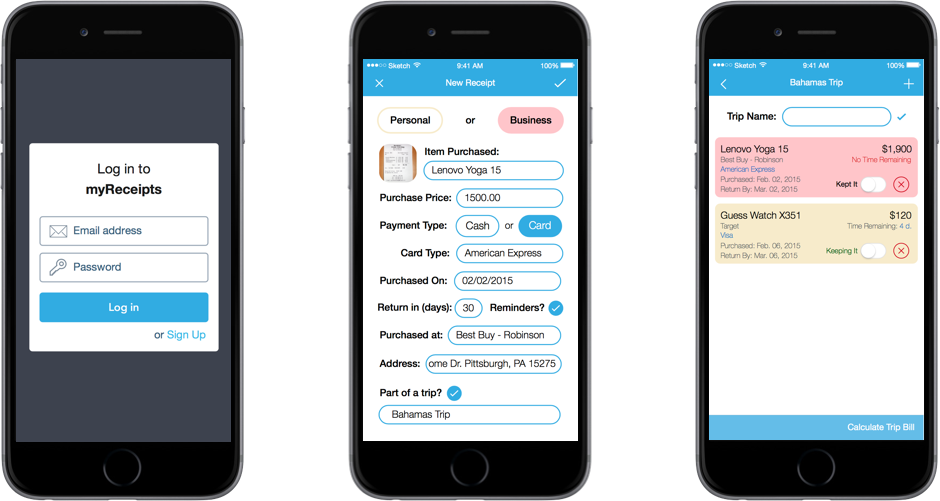 Log in to
myReceipts
Email address
Password
Log in
or Sign Up
Sketch 9:41 AM 100%
New Receipt
Personal or Business
Item Purchased:
Lenovo Yoga 15
Purchase Price: 1500.00
Payment Type: Cash or Card
Card Type: American Express
Purchased On: 02/02/2015
Return in (days): 30 Reminders?
Purchased at: Best Buy - Robinson
Address: ome Dr. Pittsburgh, PA 15275
Part of a trip?
Bahamas Trip
Sketch 9:41 AM 100%
Bahamas Trip
Trip Name:
Lenovo Yoga 15 $1,900
Best Buy - Robinson No Time Remaining
American Express
Purchased: Feb. 02, 2015
Return By: Mar. 02, 2015
Kept It
Guess Watch X351 $120
Target Time Remaining: 4 d.
Visa
Purchased: Feb. 06, 2015
Return By: Mar. 06, 2015
Keeping It
Calculate Trip Bill